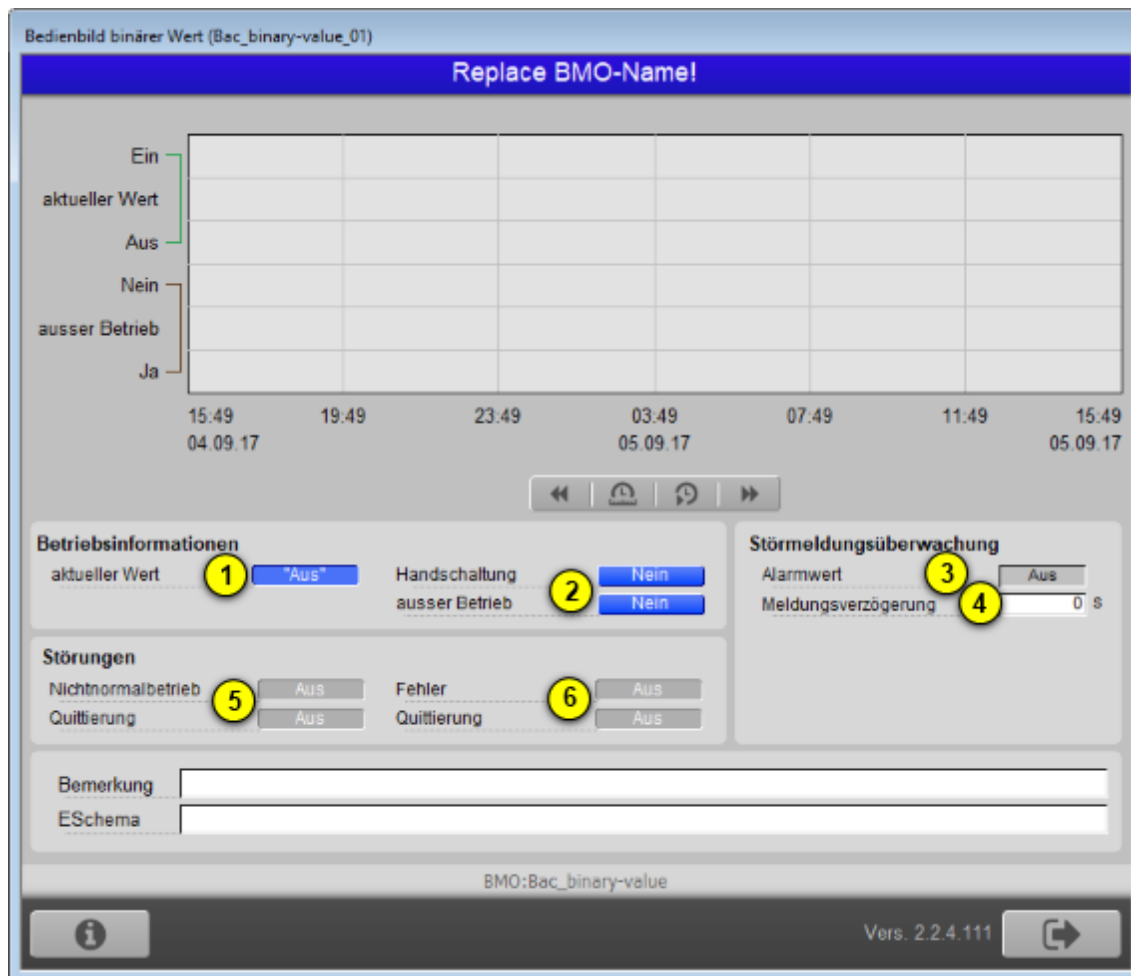 Bedienbild binärer Wert (Bac_binary-value_01)
Replace BMO-Name!
Ein
aktueller Wert
Aus
Nein
ausser Betrieb
Ja
15:49 19:49 23:49 03:49 07:49 11:49 15:49
04.09.17 05.09.17 05.09.17
Betriebsinformationen
aktueller Wert 1 "Aus" Handschaltung 2 Nein
ausser Betrieb Nein
Störmeldungsüberwachung
Alarmwert 3 Aus
Meldungsverzögerung 4 0 s
Störungen
Nichtnormalbetrieb 5 Aus Fehler 6 Aus
Quittierung Aus Quittierung Aus
Bemerkung
ESchema
BMO:Bac_binary-value
Vers. 2.2.4.111